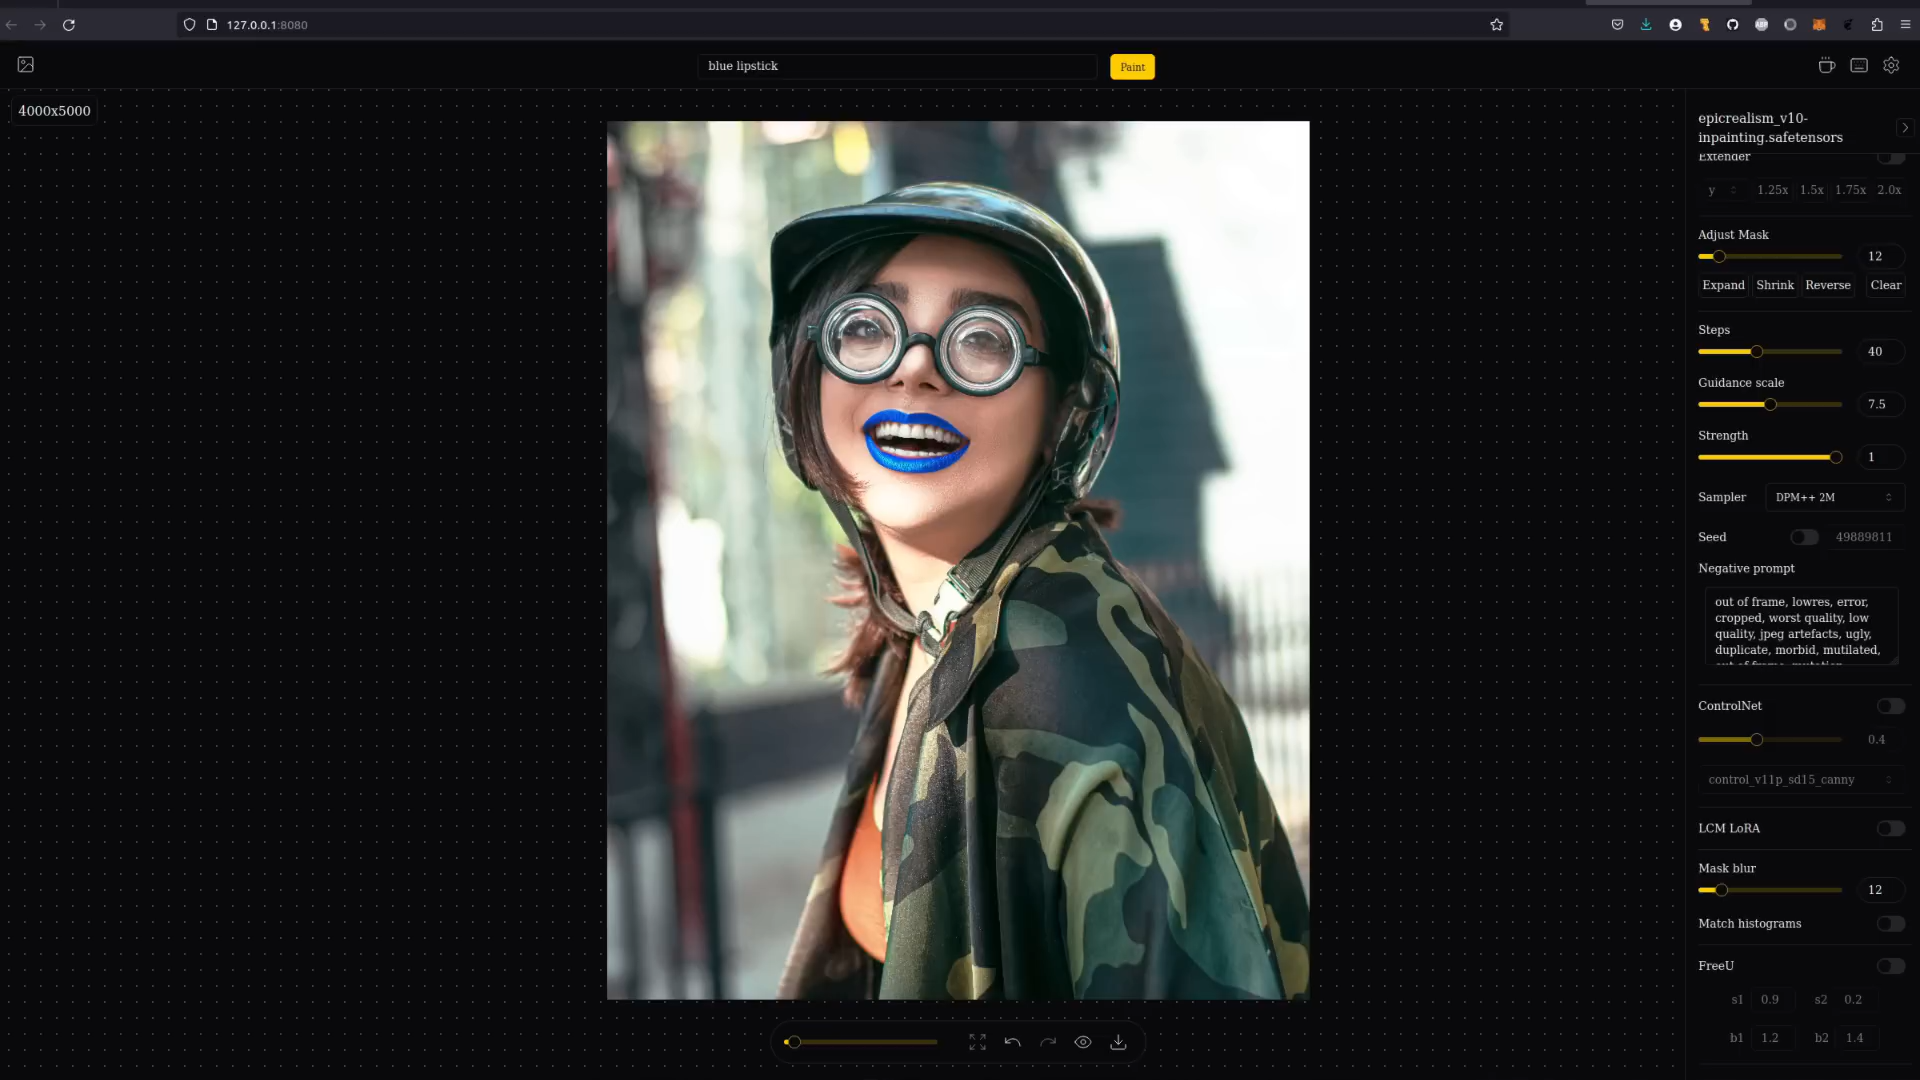 127.0.0.1:8080
blue lipstick
Paint
4000x5000
epicrealism_v10-
inpainting.safetensors
Extender
y 1.25x 1.5x 1.75x 2.0x
Adjust Mask
12
Expand Shrink Reverse Clear
Steps
40
Guidance scale
7.5
Strength
1
Sampler DPM++ 2M
Seed 49889811
Negative prompt
out of frame, lowres, error,
cropped, worst quality, low
quality, jpeg artefacts, ugly,
duplicate, morbid, mutilated,
out of frame, mutation,
ControlNet
0.4
control_v11p_sd15_canny
LCM LoRA
Mask blur
12
Match histograms
FreeU
s1 0.9 s2 0.2
b1 1.2 b2 1.4